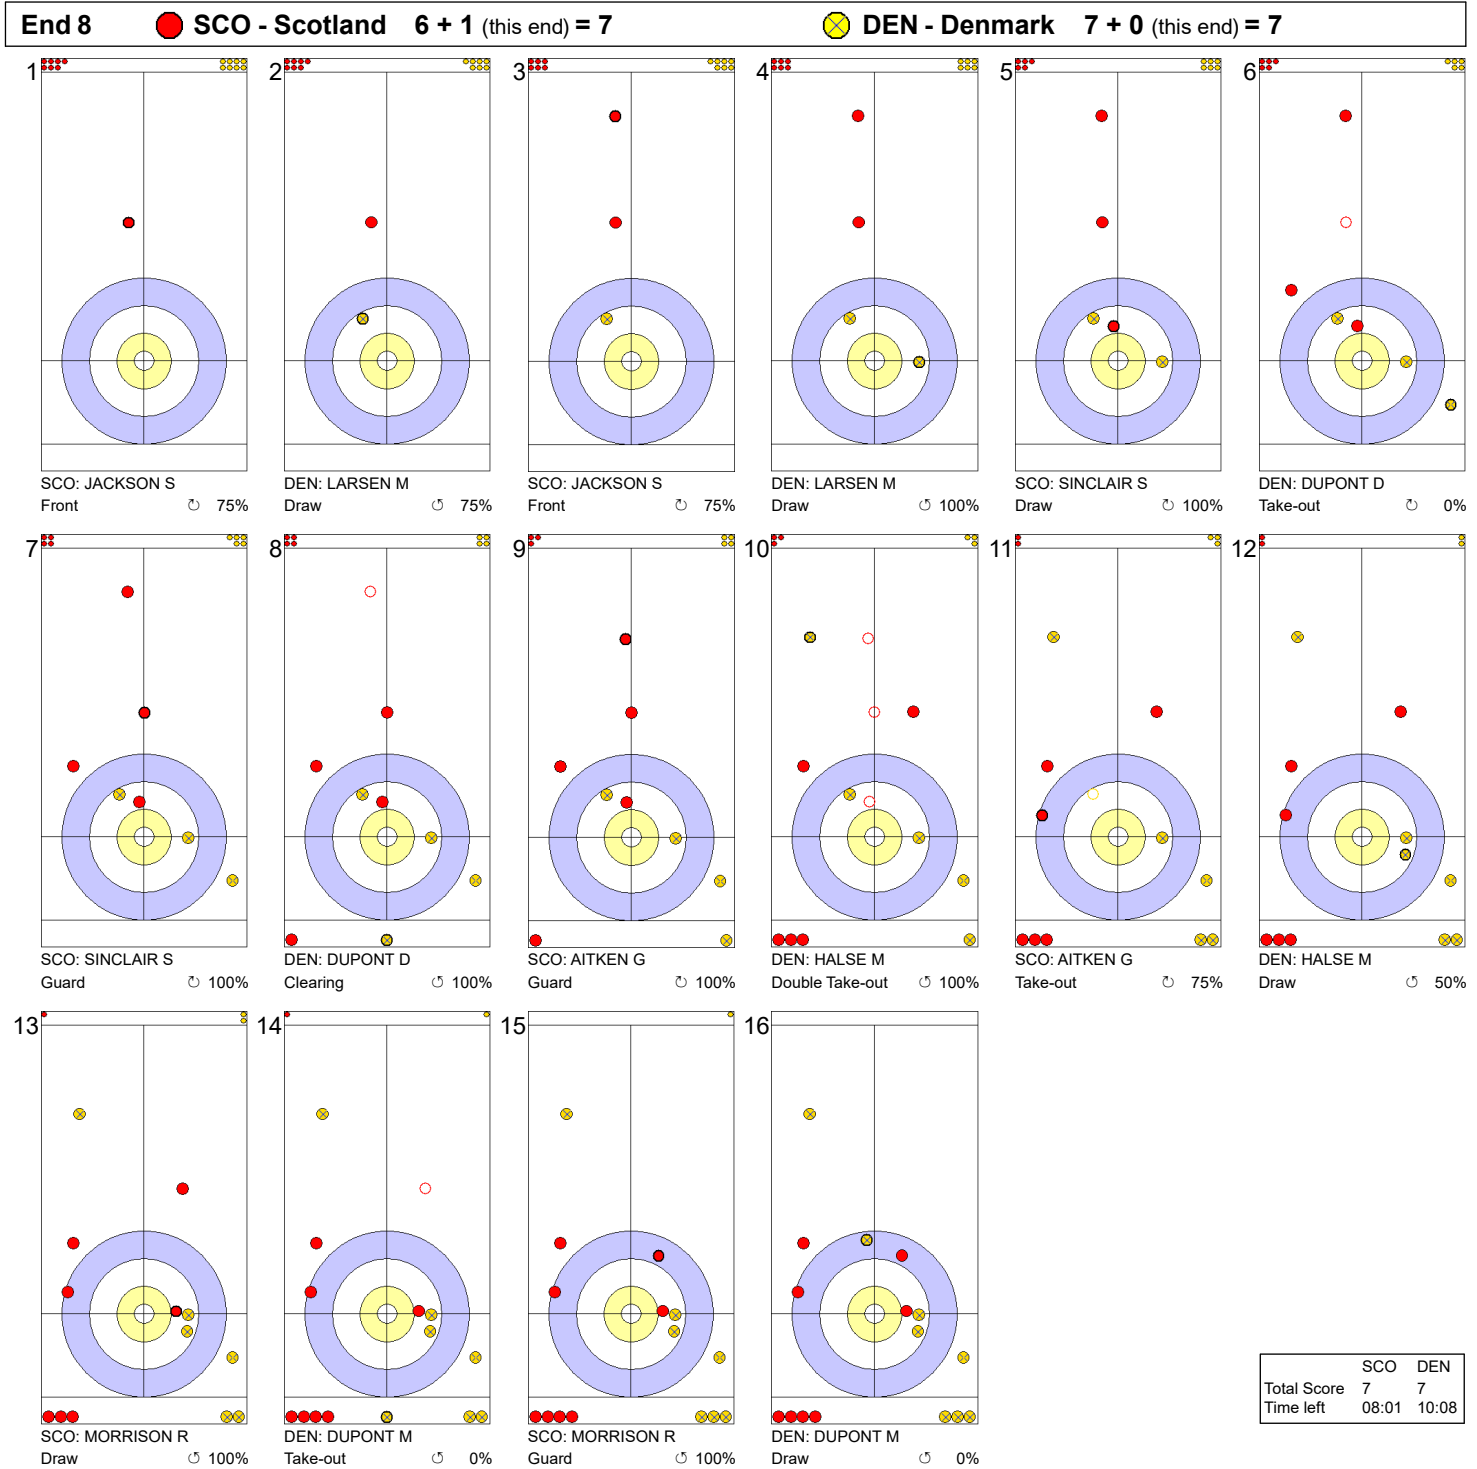 End 8 SCO - Scotland 6 + 1 (this end) = 7 DEN - Denmark 7 + 0 (this end) = 7
1 2 3 4 5 6
SCO: JACKSON S DEN: LARSEN M SCO: JACKSON S DEN: LARSEN M SCO: SINCLAIR S DEN: DUPONT D
Front ↻ 75% Draw ↺ 75% Front ↻ 75% Draw ↺ 100% Draw ↺ 100% Take-out ↻ 0%
7 8 9 10 11 12
SCO: SINCLAIR S DEN: DUPONT D SCO: AITKEN G DEN: HALSE M SCO: AITKEN G DEN: HALSE M
Guard ↻ 100% Clearing ↺ 100% Guard ↻ 100% Double Take-out ↺ 100% Take-out ↻ 75% Draw ↻ 50%
13 14 15 16
SCO: MORRISON R DEN: DUPONT M SCO: MORRISON R DEN: DUPONT M
Draw ↺ 100% Take-out ↺ 0% Guard ↺ 100% Draw ↺ 0%
SCO DEN
Total Score 7 7
Time left 08:01 10:08